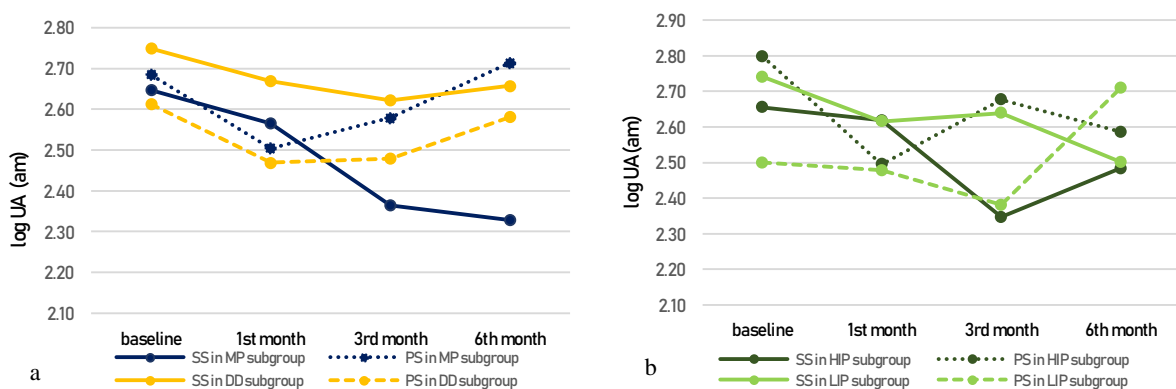 2.80
2.70
2.60
2.50
2.40
2.30
2.20
2.10
log UA (am)
baseline 1st month 3rd month 6th month
SS in MP subgroup PS in MP subgroup
SS in DD subgroup PS in DD subgroup
a
2.90
2.80
2.70
2.60
2.50
2.40
2.30
2.20
2.10
log UA (am)
baseline 1st month 3rd month 6th month
SS in HIP subgroup PS in HIP subgroup
SS in LIP subgroup PS in LIP subgroup
b